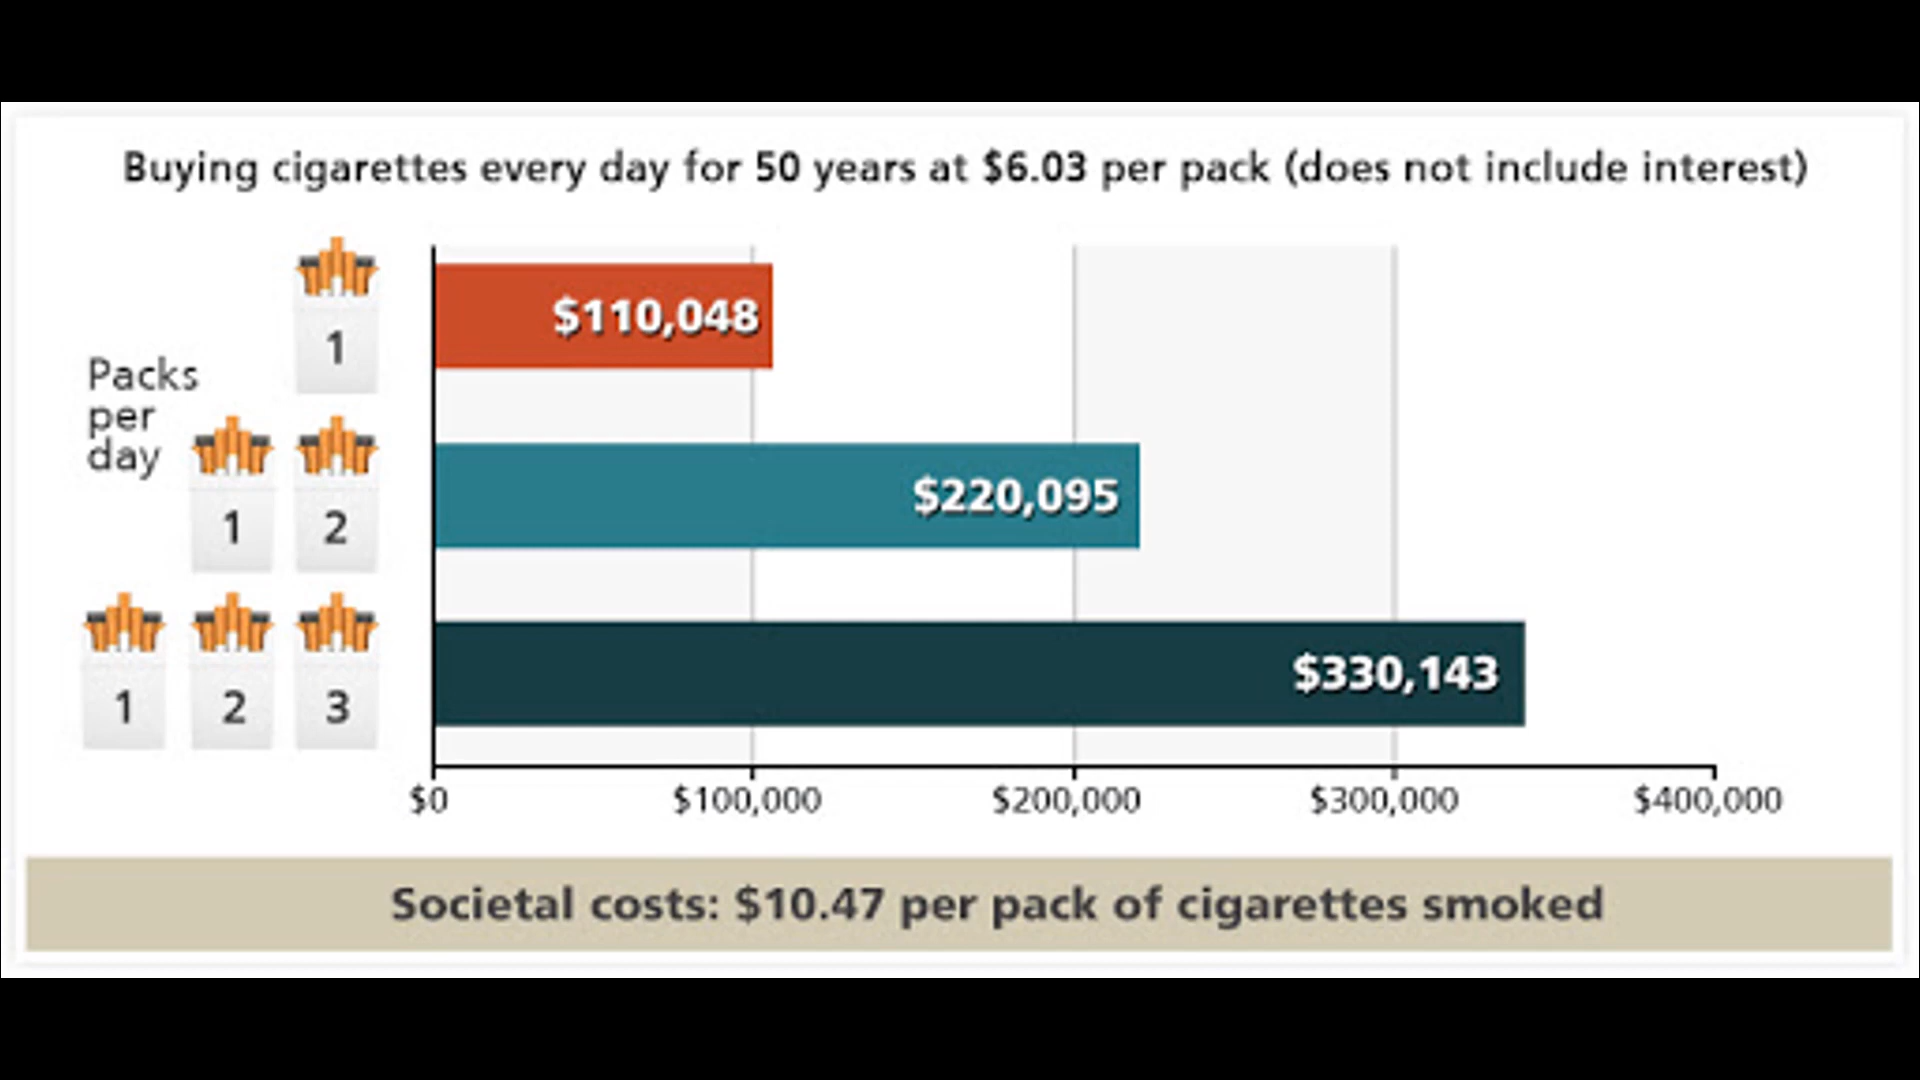 Buying cigarettes every day for 50 years at $6.03 per pack (does not include interest)
1
$110,048
Packs
per
day
1 2
$220,095
1 2 3
$330,143
$0 $100,000 $200,000 $300,000 $400,000
Societal costs: $10.47 per pack of cigarettes smoked